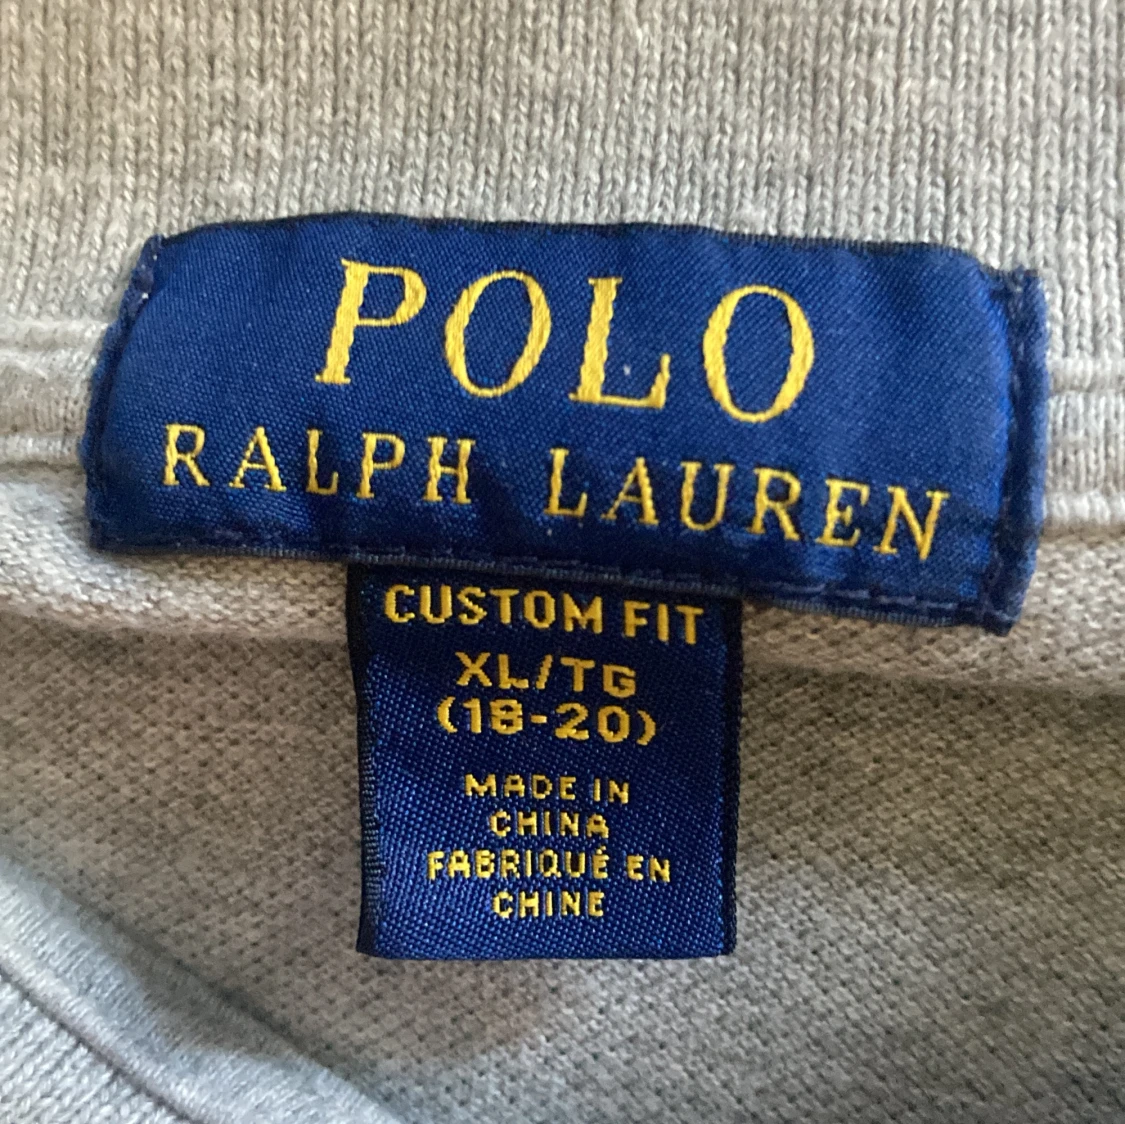 POLO
RALPH LAUREN
CUSTOM FIT
XL/TG
(18-20)
MADE IN
CHINA
FABRIQUÉ EN
CHINE